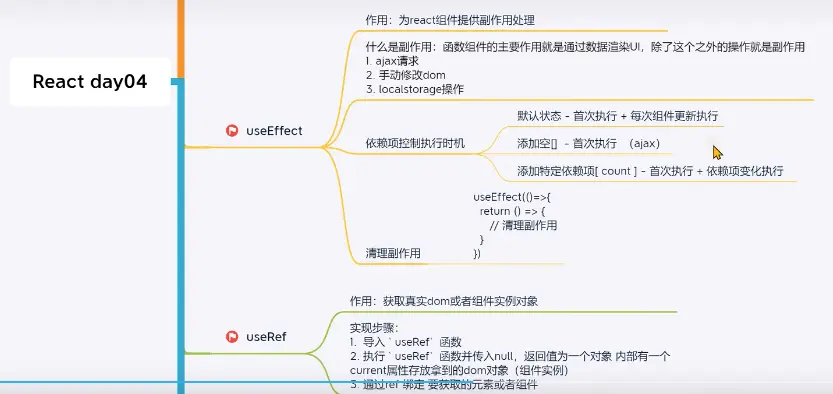 React day04
useEffect
作用：为react组件提供副作用处理
什么是副作用：函数组件的主要作用就是通过数据渲染UI，除了这个之外的操作就是副作用
1. ajax请求
2. 手动修改dom
3. localstorage操作
依赖项控制执行时机
默认状态 - 首次执行 + 每次组件更新执行
添加空[] - 首次执行 （ajax）
添加特定依赖项[ count ] - 首次执行 + 依赖项变化执行
清理副作用
useEffect(()=>{
return () => {
// 清理副作用
}
})
useRef
作用：获取真实dom或者组件实例对象
实现步骤：
1. 导入 ` useRef` 函数
2. 执行 ` useRef` 函数并传入null，返回值为一个对象 内部有一个
current属性存放拿到的dom对象（组件实例）
3. 通过ref 绑定 要获取的元素或者组件